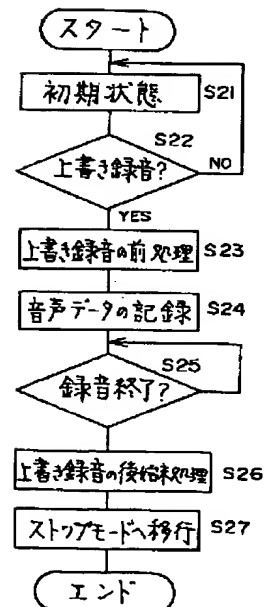 スタート
初期状態 S21
S22
上書き録音?
NO
YES
上書き録音の前処理 S23
音声データの記録 S24
S25
録音終了?
上書き録音の後始末処理 S26
ストップモードへ移行 S27
エンド